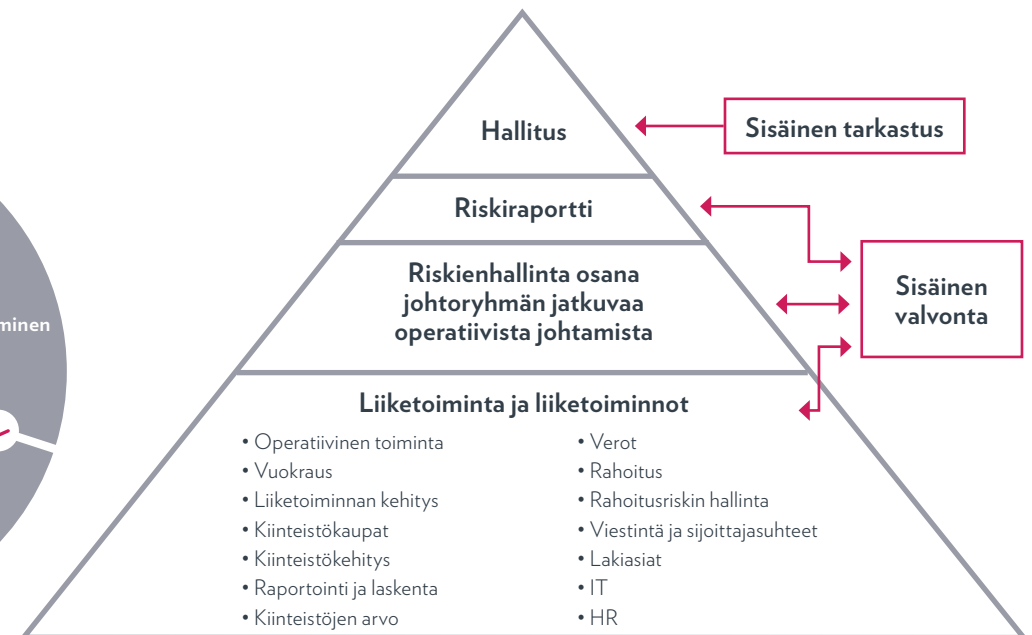 Hallitus
Sisäinen tarkastus
Riskiraportti
Riskienhallinta osana
johtoryhmän jatkuvaa
operatiivista johtamista
Sisäinen
valvonta
minen
Liiketoiminta ja liiketoiminnot
• Operatiivinen toiminta
• Vuokraus
• Liiketoiminnan kehitys
• Kiinteistökaupat
• Kiinteistökehitys
• Raportointi ja laskenta
• Kiinteistöjen arvo
• Verot
• Rahoitus
• Rahoitusriskin hallinta
• Viestintä ja sijoittajasuhteet
• Lakiasiat
• IT
• HR